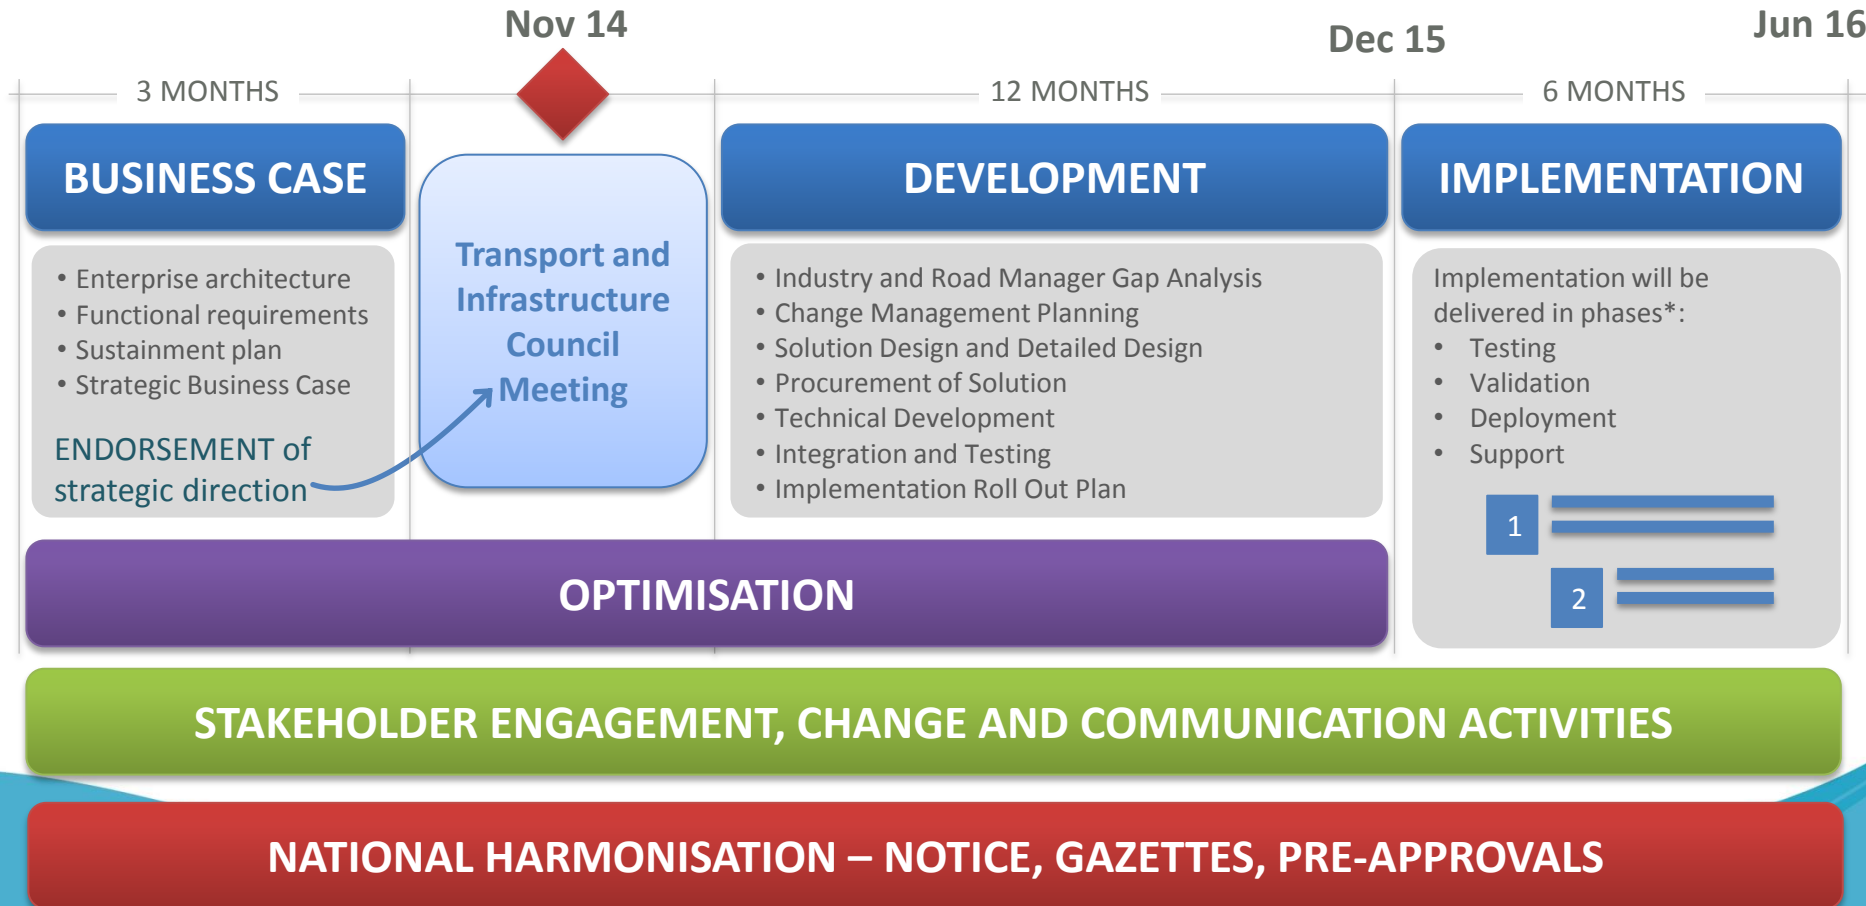 Nov 14
Dec 15
Jun 16
3 MONTHS
12 MONTHS
6 MONTHS
BUSINESS CASE
• Enterprise architecture
• Functional requirements
• Sustainment plan
• Strategic Business Case
ENDORSEMENT of
strategic direction
Transport and
Infrastructure
Council
Meeting
DEVELOPMENT
• Industry and Road Manager Gap Analysis
• Change Management Planning
• Solution Design and Detailed Design
• Procurement of Solution
• Technical Development
• Integration and Testing
• Implementation Roll Out Plan
IMPLEMENTATION
Implementation will be
delivered in phases*:
• Testing
• Validation
• Deployment
• Support
1
2
OPTIMISATION
STAKEHOLDER ENGAGEMENT, CHANGE AND COMMUNICATION ACTIVITIES
NATIONAL HARMONISATION – NOTICE, GAZETTES, PRE-APPROVALS